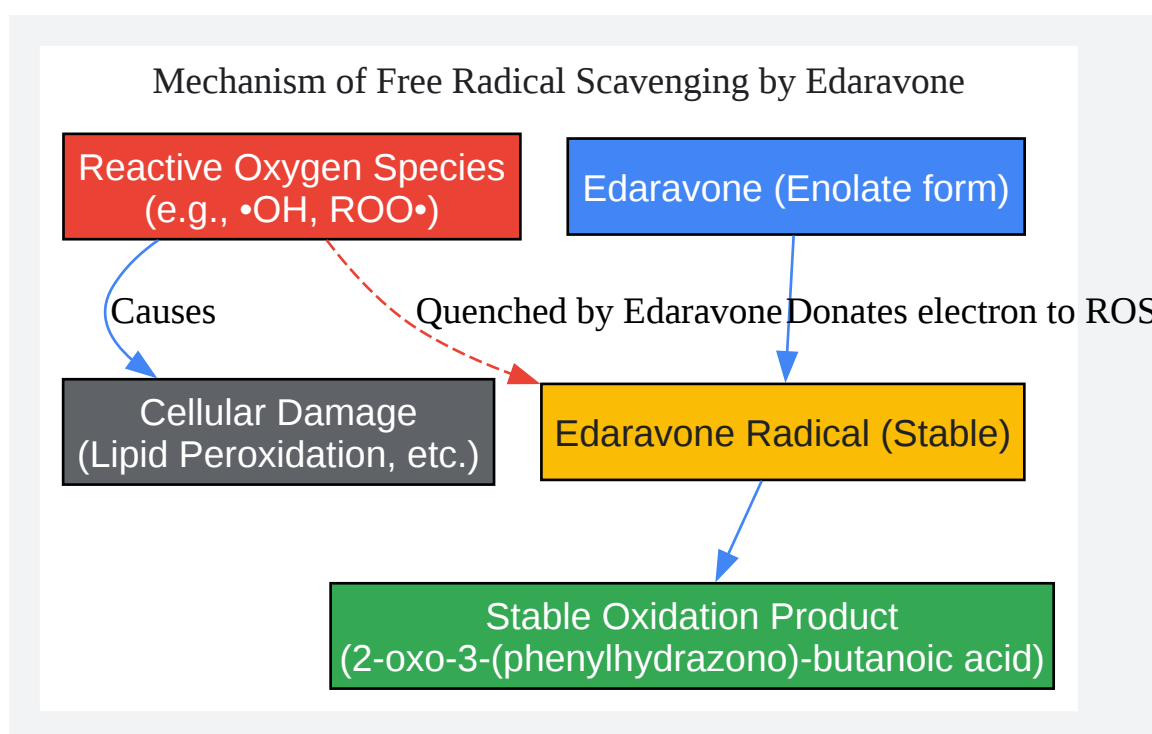 Mechanism of Free Radical Scavenging by Edaravone
Reactive Oxygen Species
(e.g., •OH, ROO•)
Edaravone (Enolate form)
Causes
Quenched by Edaravone
Donates electron to ROS
Cellular Damage
(Lipid Peroxidation, etc.)
Edaravone Radical (Stable)
Stable Oxidation Product
(2-oxo-3-(phenylhydrazono)-butanoic acid)